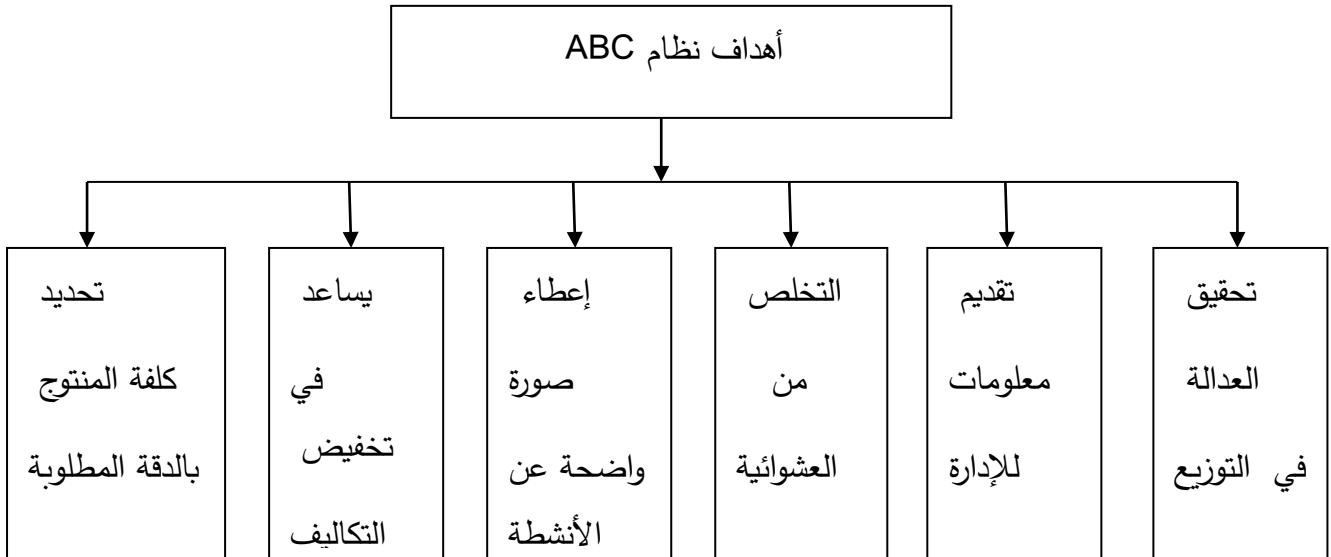 أهداف نظام ABC
تحقيق
العدالة
في التوزيع
تقديم
معلومات
للإدارة
التخلص
من
العشوائية
إعطاء
صورة
واضحة عن
الأنشطة
يساعد
في
تخفيض
التكاليف
تحديد
كلفة المنتوج
بالدقة المطلوبة